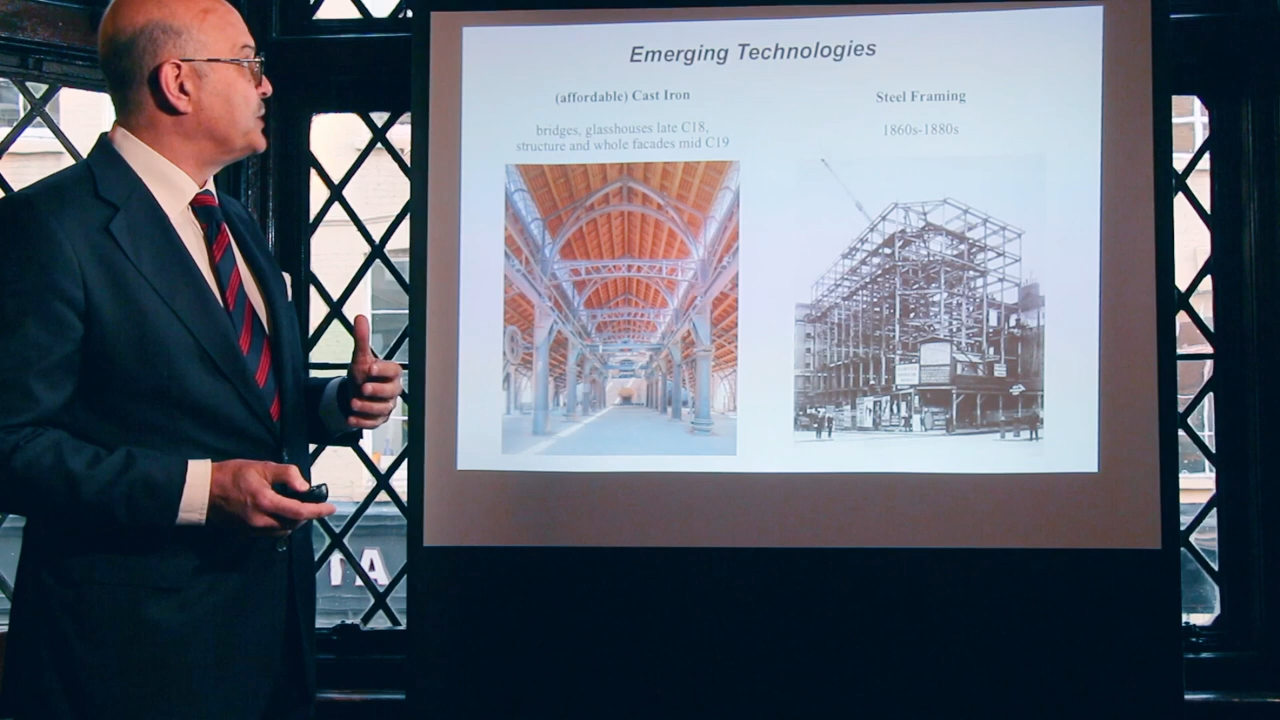 Emerging Technologies
(affordable) Cast Iron
bridges, glasshouses late C18,
structure and whole facades mid C19
Steel Framing
1860s-1880s
TA